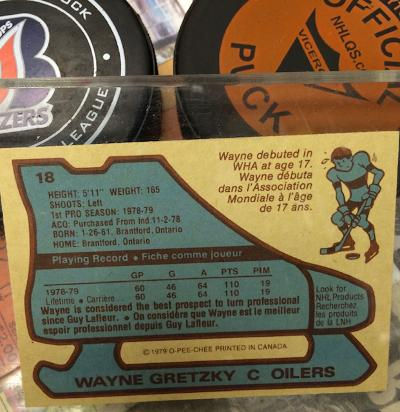 OCK
OPS
ZERS
LEAGUE
OFFIC
NHLQS.C
VICER
PUCK
18
HEIGHT: 5'11" WEIGHT: 165
SHOOTS: Left
1st PRO SEASON: 1978-79
ACQ: Purchased From Ind.11-2-78
BORN: 1-26-61, Brantford, Ontario
HOME: Brantford, Ontario
Wayne debuted in
WHA at age 17.
Wayne débuta
dans l'Association
Mondiale à l'âge
de 17 ans.
Playing Record • Fiche comme joueur
GP G A PTS PIM
1978-79 60 46 64 110 19
Lifetime • Carrière 60 46 64 110 19
Wayne is considered the best prospect to turn professional
since Guy Lafleur. • On considéra que Wayne est le meilleur
espoir professionnel depuis Guy Lafleur.
Look for
NHL Products
Recherchez
les produits
de la LNH
© 1979 O-PEE-CHEE PRINTED IN CANADA
WAYNE GRETZKY C OILERS